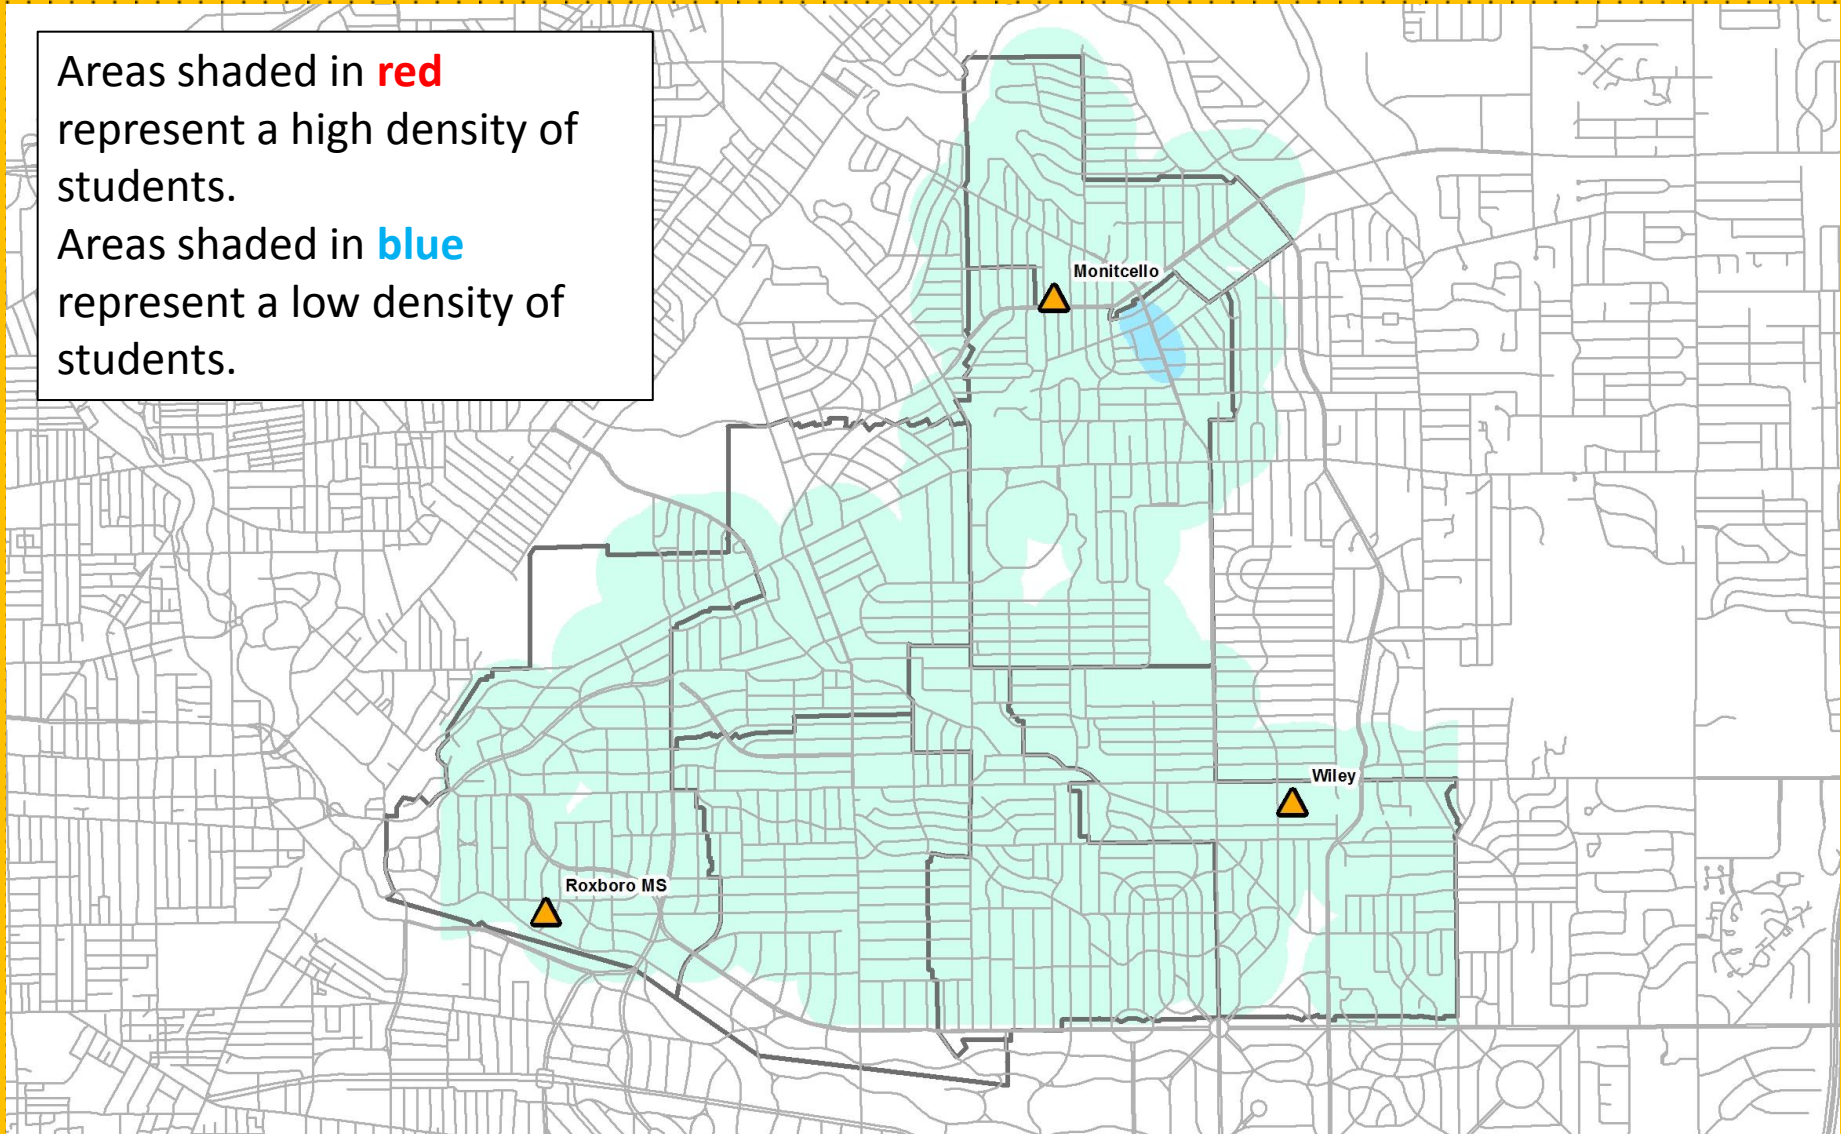 Areas shaded in red
represent a high density of
students.
Areas shaded in blue
represent a low density of
students.
Monitcello
Wiley
Roxboro MS